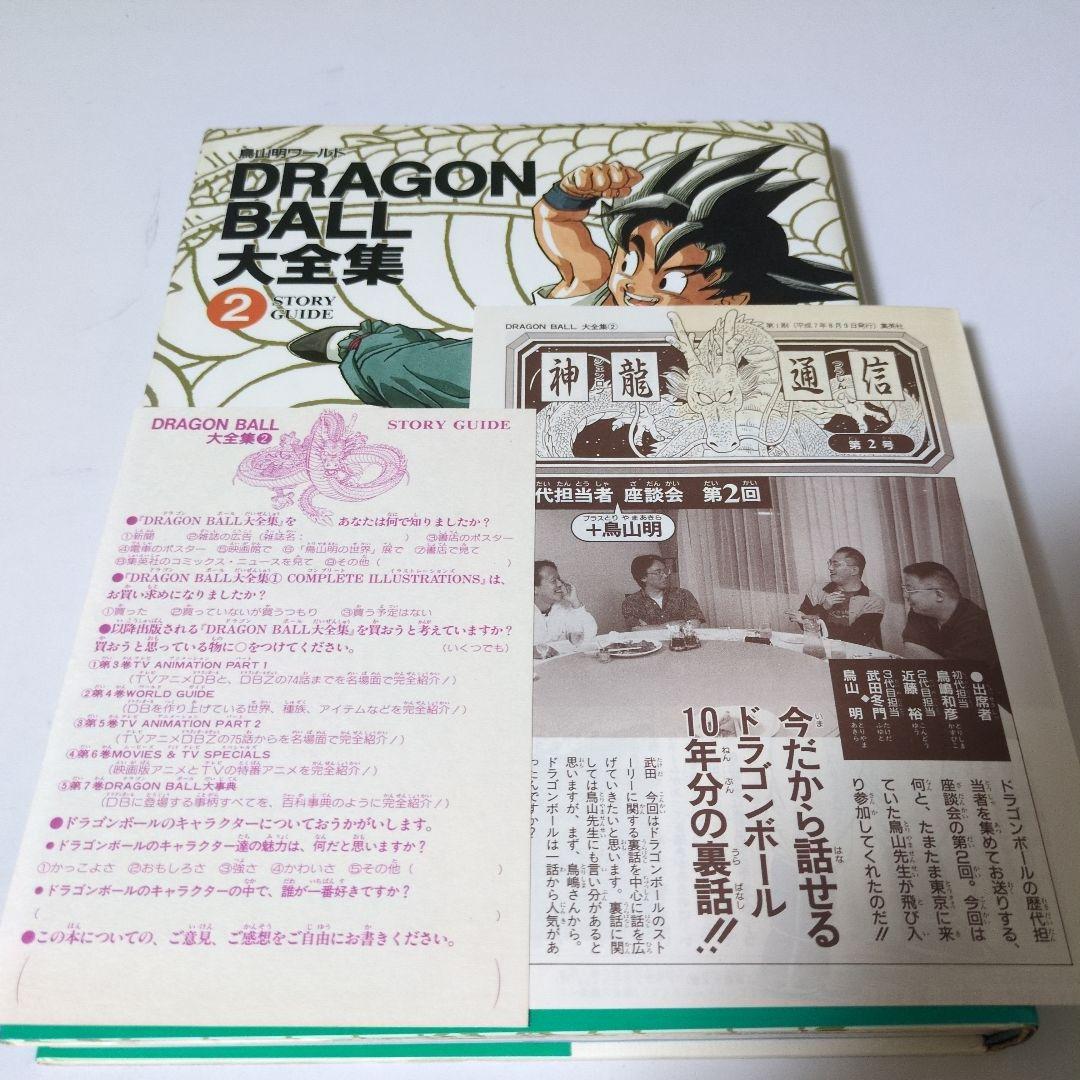 鳥山明ワールド
DRAGON
BALL
大全集
2 STORY
GUIDE
DRAGON BALL 大全集② 第1刷(平成7年8月9日発行) 集英社
神龍通信
シェンロン つうしん
第2号
代担当者 座談会 第2回
+鳥山明
●出席者
初代担当
鳥嶋和彦
2代目担当
近藤 裕
3代目担当
武田冬門
◆
鳥山 明
今だから話せる
ドラゴンボール
10年分の裏話!!
ドラゴンボールの歴代担
当者を集めてお送りする、
座談会の第2回。今回は
何と、たまたま東京に来
ていた鳥山先生が飛び入
り参加してくれたのだ!!
武田 今回はドラゴンボールのスト
ーリーに関する裏話を中心に話を広
げていきたいと思います。裏話に関
しては鳥山先生にも言い分があると
思いますが、まず、鳥嶋さんから。
ドラゴンボールは一話から人気があ
ったんですか?
DRAGON BALL
大全集❷
STORY GUIDE
●『DRAGON BALL大全集』を あなたは何で知りましたか?
①新聞 ②雑誌の広告(雑誌名: ) ③書店のポスター
④電車のポスター ⑤映画館で ⑥「鳥山明の世界」展で ⑦書店で見て
⑧集英社のコミックス・ニュースを見て ⑨その他( )
●『DRAGON BALL大全集① COMPLETE ILLUSTRATIONS』は、
お買い求めになりましたか?
①買った ②買っていないが買うつもり ③買う予定はない
●以降出版される『DRAGON BALL大全集』を買おうと考えていますか?
買おうと思っている物に○をつけてください。 (いくつでも)
①第3巻TV ANIMATION PART 1
(TVアニメDBと、DBZの74話までを名場面で完全紹介!)
②第4巻WORLD GUIDE
(DBを作り上げている世界、種族、アイテムなどを完全紹介!)
③第5巻TV ANIMATION PART 2
(TVアニメDBZの75話からを名場面で完全紹介!)
④第6巻MOVIES & TV SPECIALS
(映画版アニメとTVの特番アニメを完全紹介!)
⑤第7巻DRAGON BALL大事典
(DBに登場する事柄すべてを、百科事典のように完全紹介!)
●ドラゴンボールのキャラクターについておうかがいします。
●ドラゴンボールのキャラクター達の魅力は、何だと思いますか?
①かっこよさ ②おもしろさ ③強さ ④かわいさ ⑤その他( )
●ドラゴンボールのキャラクターの中で、誰が一番好きですか?
( )
●この本についての、ご意見、ご感想をご自由にお書きください。
( )